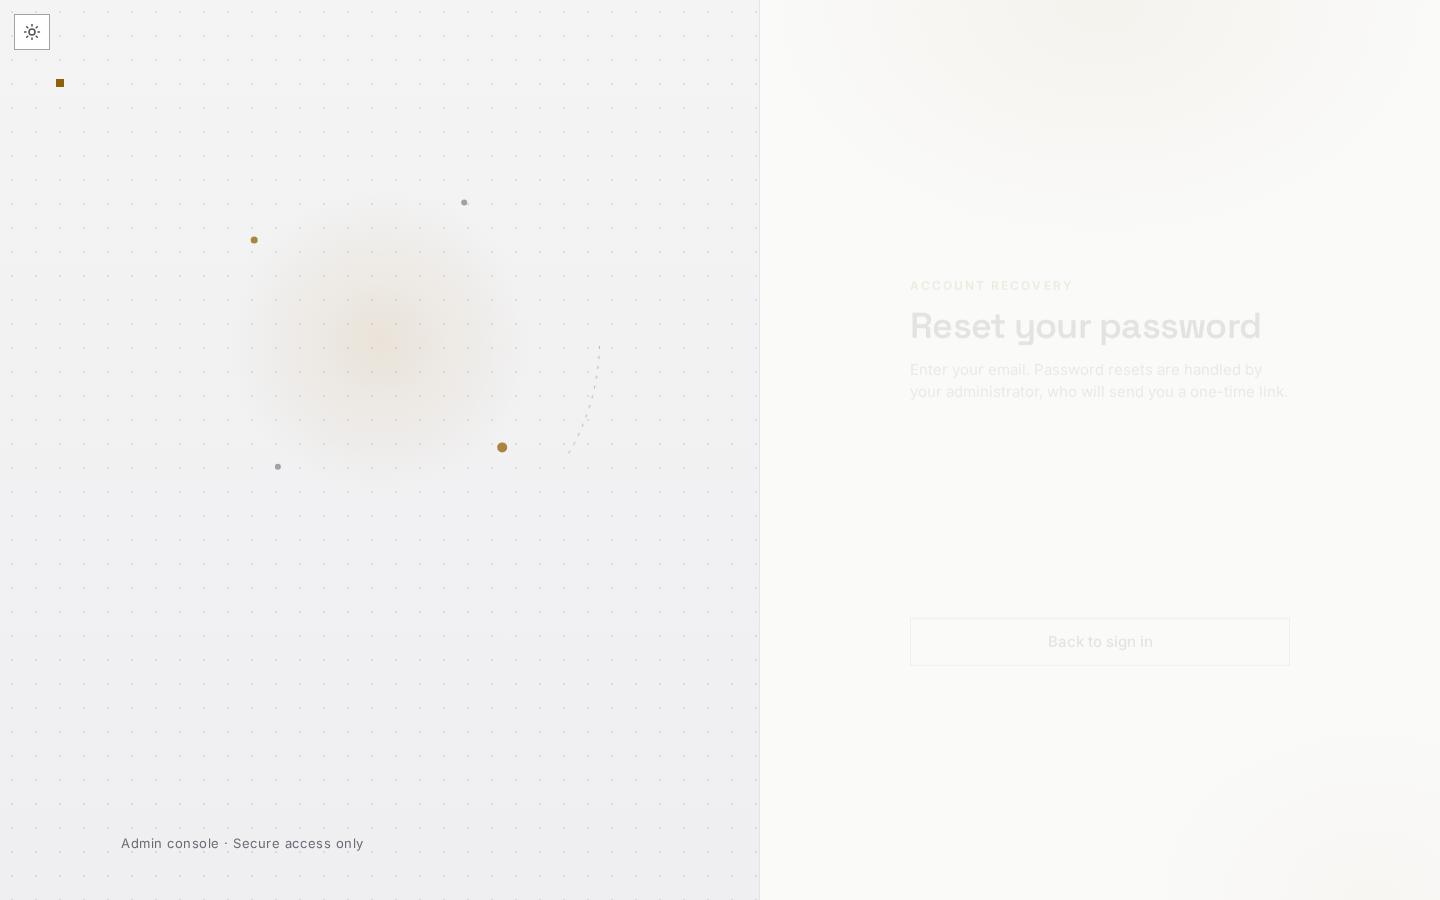 ACCOUNT RECOVERY
Reset your password
Enter your email. Password resets are handled by
your administrator, who will send you a one-time link.
Back to sign in
Admin console · Secure access only